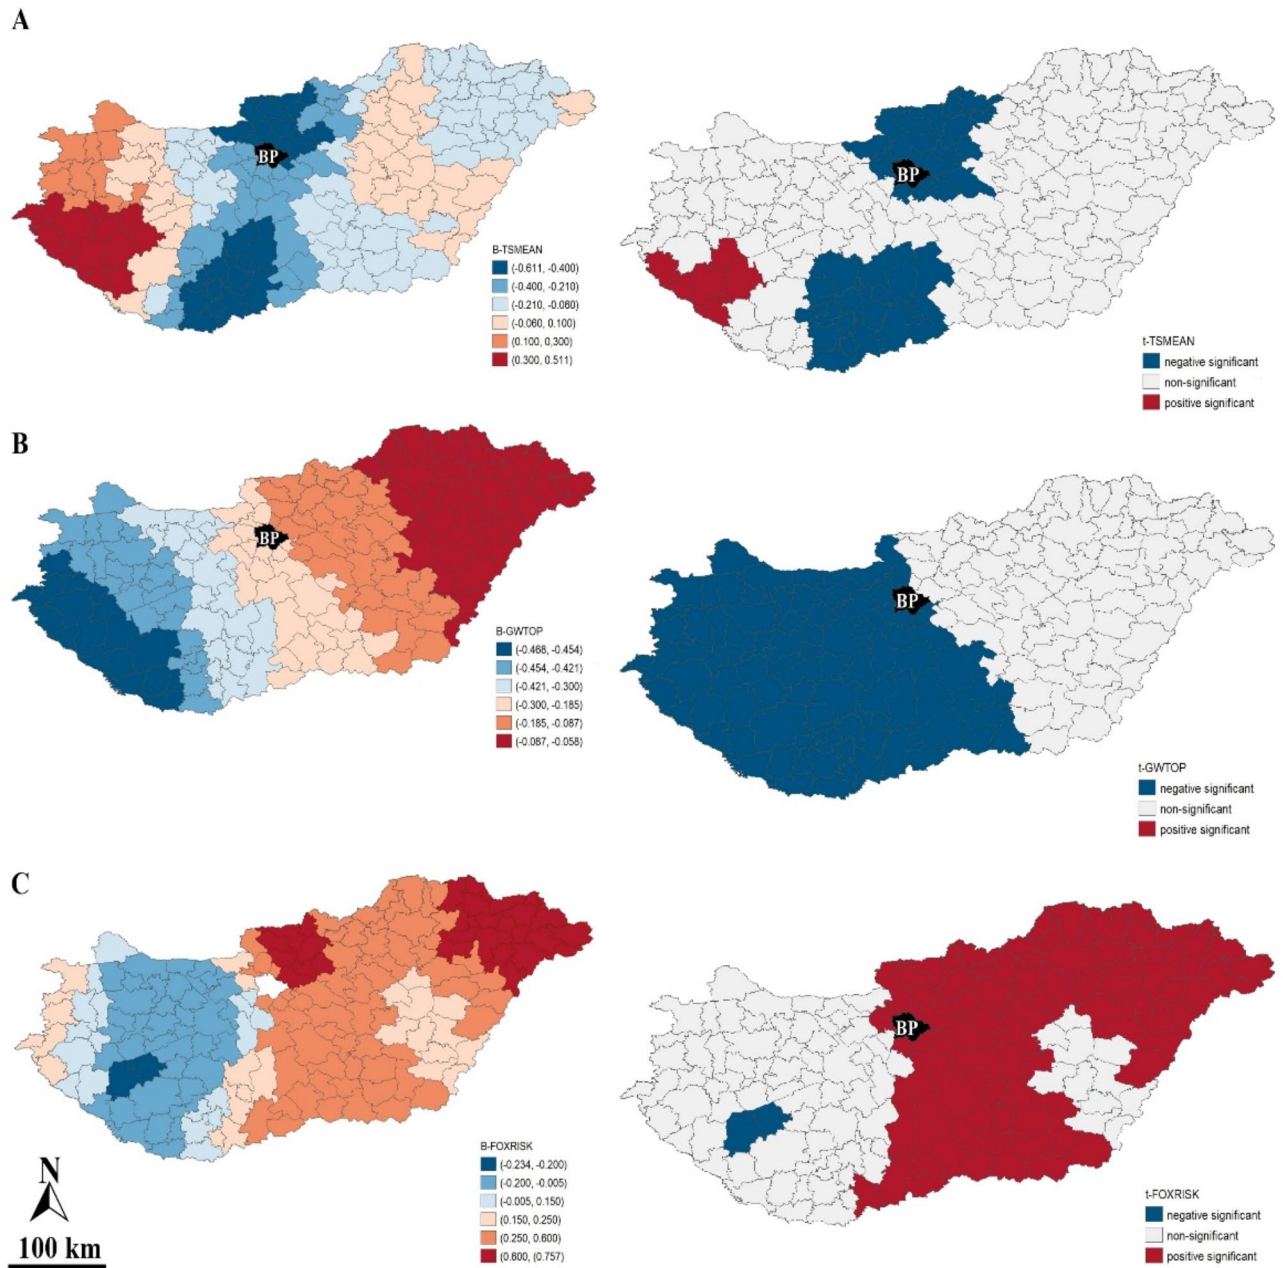 A
BP
B-TSMEAN
(-0.611, -0.400)
(-0.400, -0.210)
(-0.210, -0.060)
(-0.060, 0.100)
(0.100, 0.300)
(0.300, 0.511)
BP
t-TSMEAN
negative significant
non-significant
positive significant
B
BP
B-GWTOP
(-0.468, -0.454)
(-0.454, -0.421)
(-0.421, -0.300)
(-0.300, -0.185)
(-0.185, -0.087)
(-0.087, -0.058)
BP
t-GWTOP
negative significant
non-significant
positive significant
C
B-FOXRISK
(-0.234, -0.200)
(-0.200, -0.005)
(-0.005, 0.150)
(0.150, 0.250)
(0.250, 0.600)
(0.600, 0.757)
N
100 km
BP
t-FOXRISK
negative significant
non-significant
positive significant